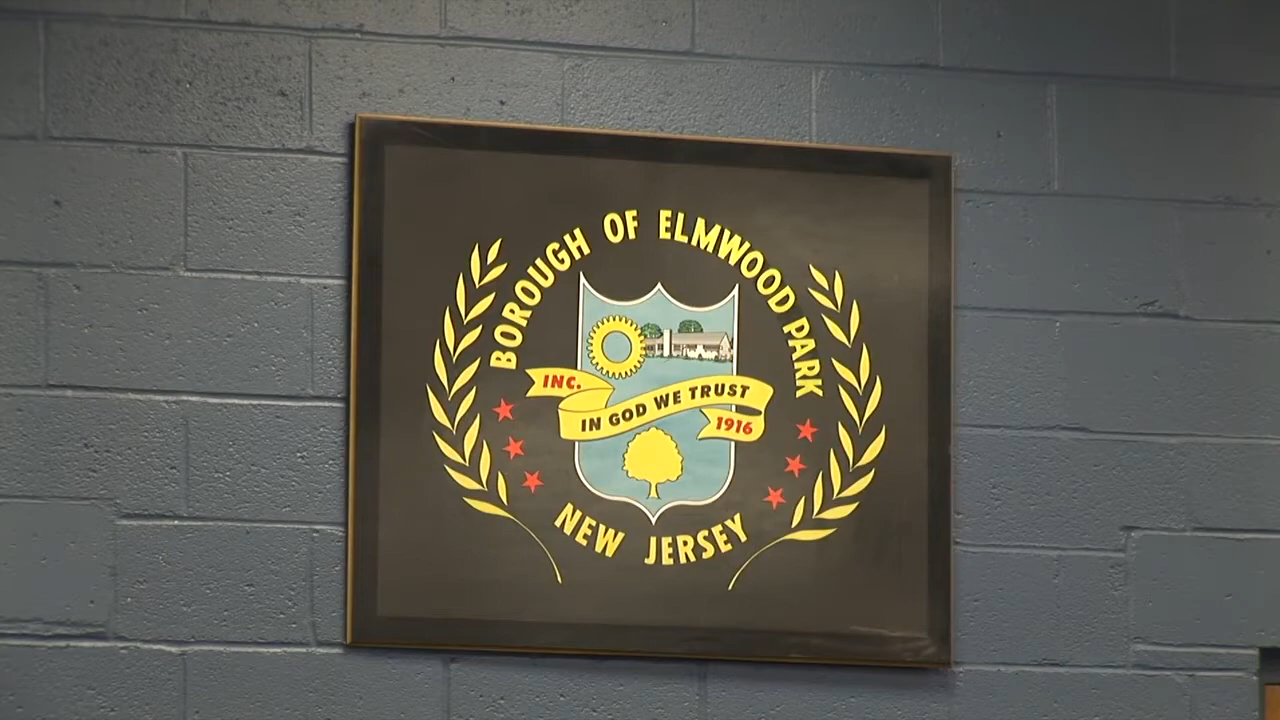 BOROUGH OF ELMWOOD PARK
INC.
IN GOD WE TRUST
1916
NEW JERSEY